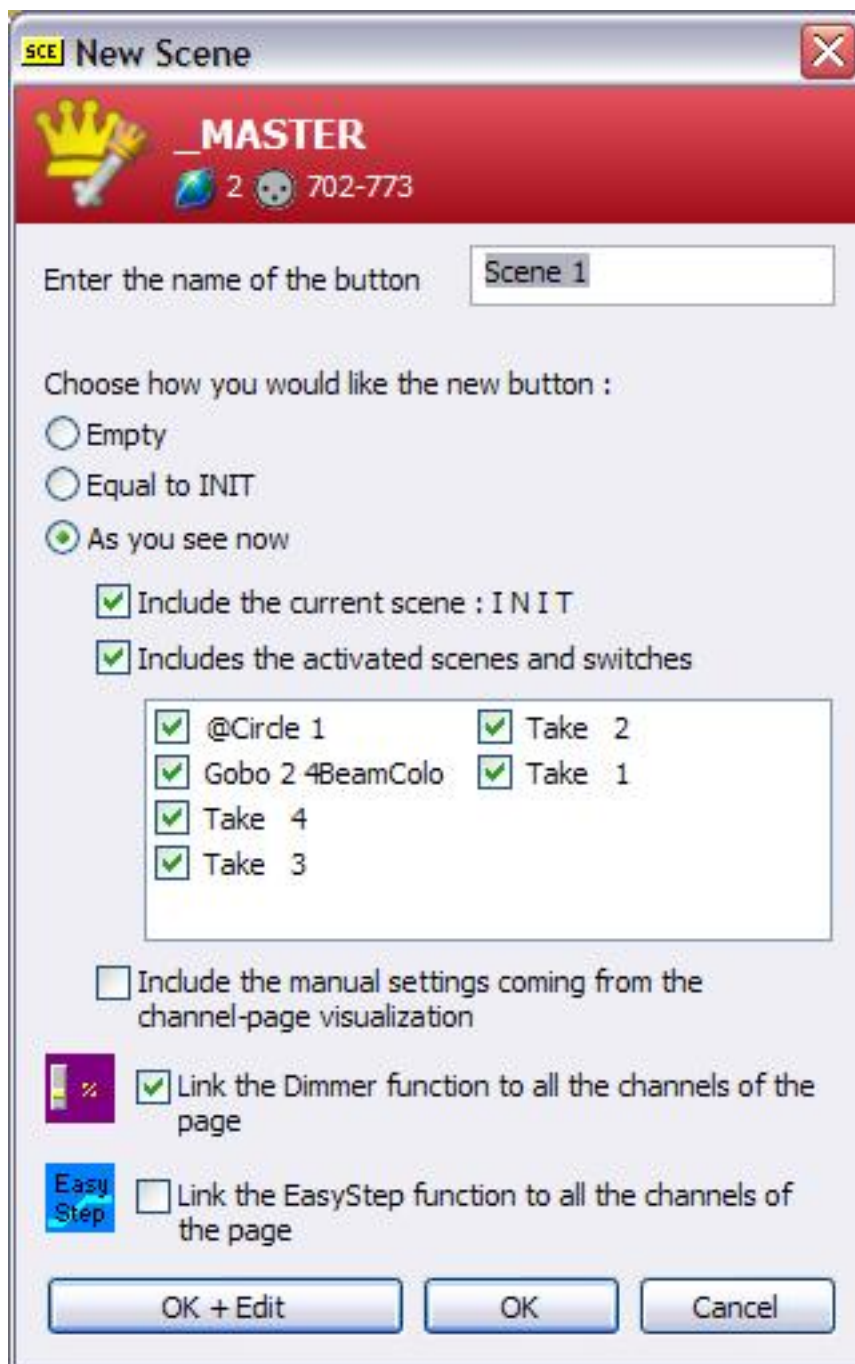 SCE New Scene
_MASTER
2 702-773
Enter the name of the button Scene 1
Choose how you would like the new button :
Empty
Equal to INIT
As you see now
Include the current scene : I N I T
Includes the activated scenes and switches
@Circle 1 Take 2
Gobo 2 4BeamColo Take 1
Take 4
Take 3
Include the manual settings coming from the
channel-page visualization
%
Link the Dimmer function to all the channels of the
page
Easy
Step
Link the EasyStep function to all the channels of
the page
OK + Edit OK Cancel